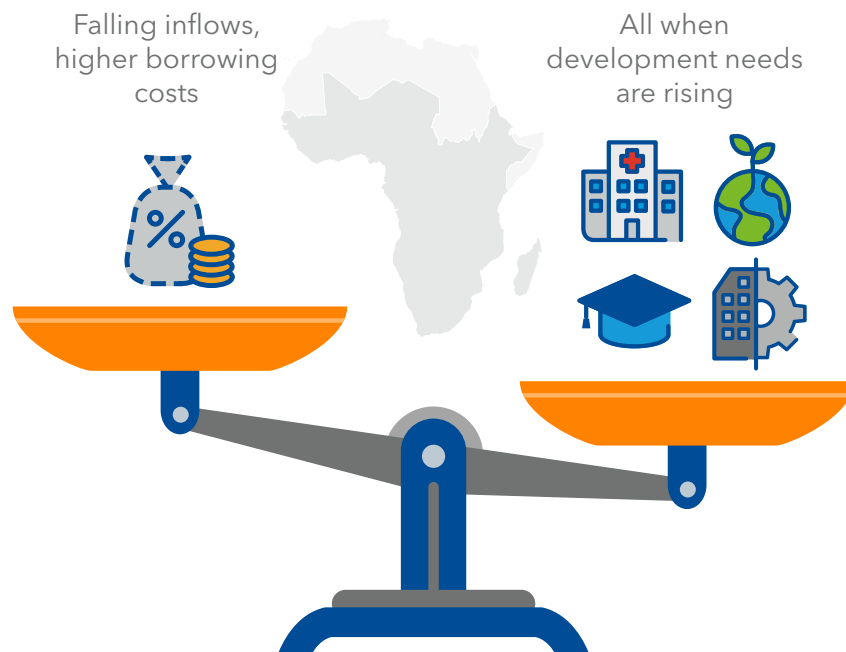 Falling inflows,
higher borrowing
costs
All when
development needs
are rising
%